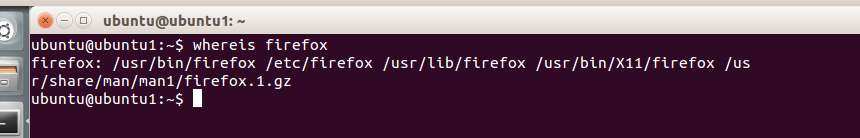 ubuntu@ubuntu1: ~
ubuntu@ubuntu1:~$ whereis firefox
firefox: /usr/bin/firefox /etc/firefox /usr/lib/firefox /usr/bin/X11/firefox /us
r/share/man/man1/firefox.1.gz
ubuntu@ubuntu1:~$